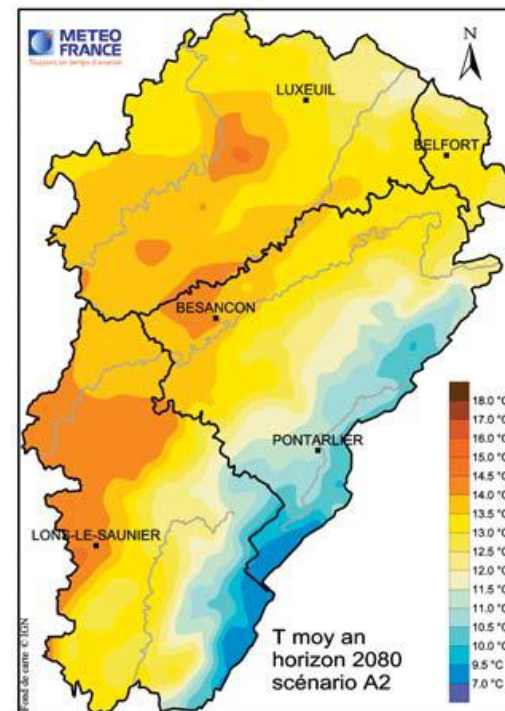 METEO
FRANCE
Toujours un temps d'avance
N
LUXEUIL
BELFORT
BESANCON
PONTARLIER
LONS-LE-SAUNIER
18.0 °C
17.0 °C
16.0 °C
15.0 °C
14.5 °C
14.0 °C
13.5 °C
13.0 °C
12.5 °C
12.0 °C
11.5 °C
11.0 °C
10.5 °C
10.0 °C
9.5 °C
7.0 °C
T moy an
horizon 2080
scénario A2
Fond de carte © IGN